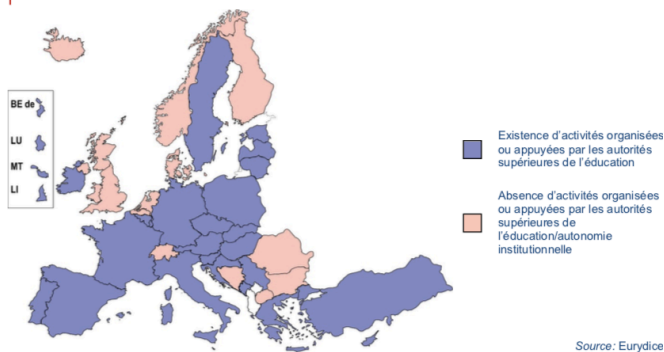 BE de
LU
MT
LI
Existence d'activités organisées
ou appuyées par les autorités
supérieures de l'éducation
Absence d'activités organisées
ou appuyées par les autorités
supérieures de
l'éducation/autonomie
institutionnelle
Source: Eurydice